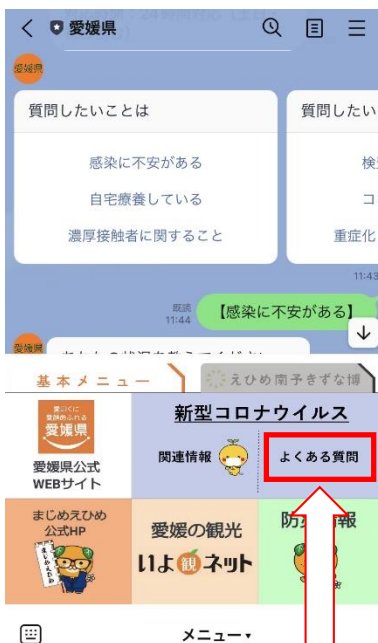 愛媛県
愛媛県
質問したいことは
感染に不安がある
自宅療養している
濃厚接触者に関すること
質問したい
コ
重症化
11:43
既読
11:44
【感染に不安がある】
愛媛県
基本メニュー
えひめ南予きずな博
愛媛県
愛媛県公式
WEBサイト
新型コロナウイルス
関連情報
よくある質問
まじめえひめ
公式HP
愛媛の観光
いよ観ネット
防災情報
メニュー▾